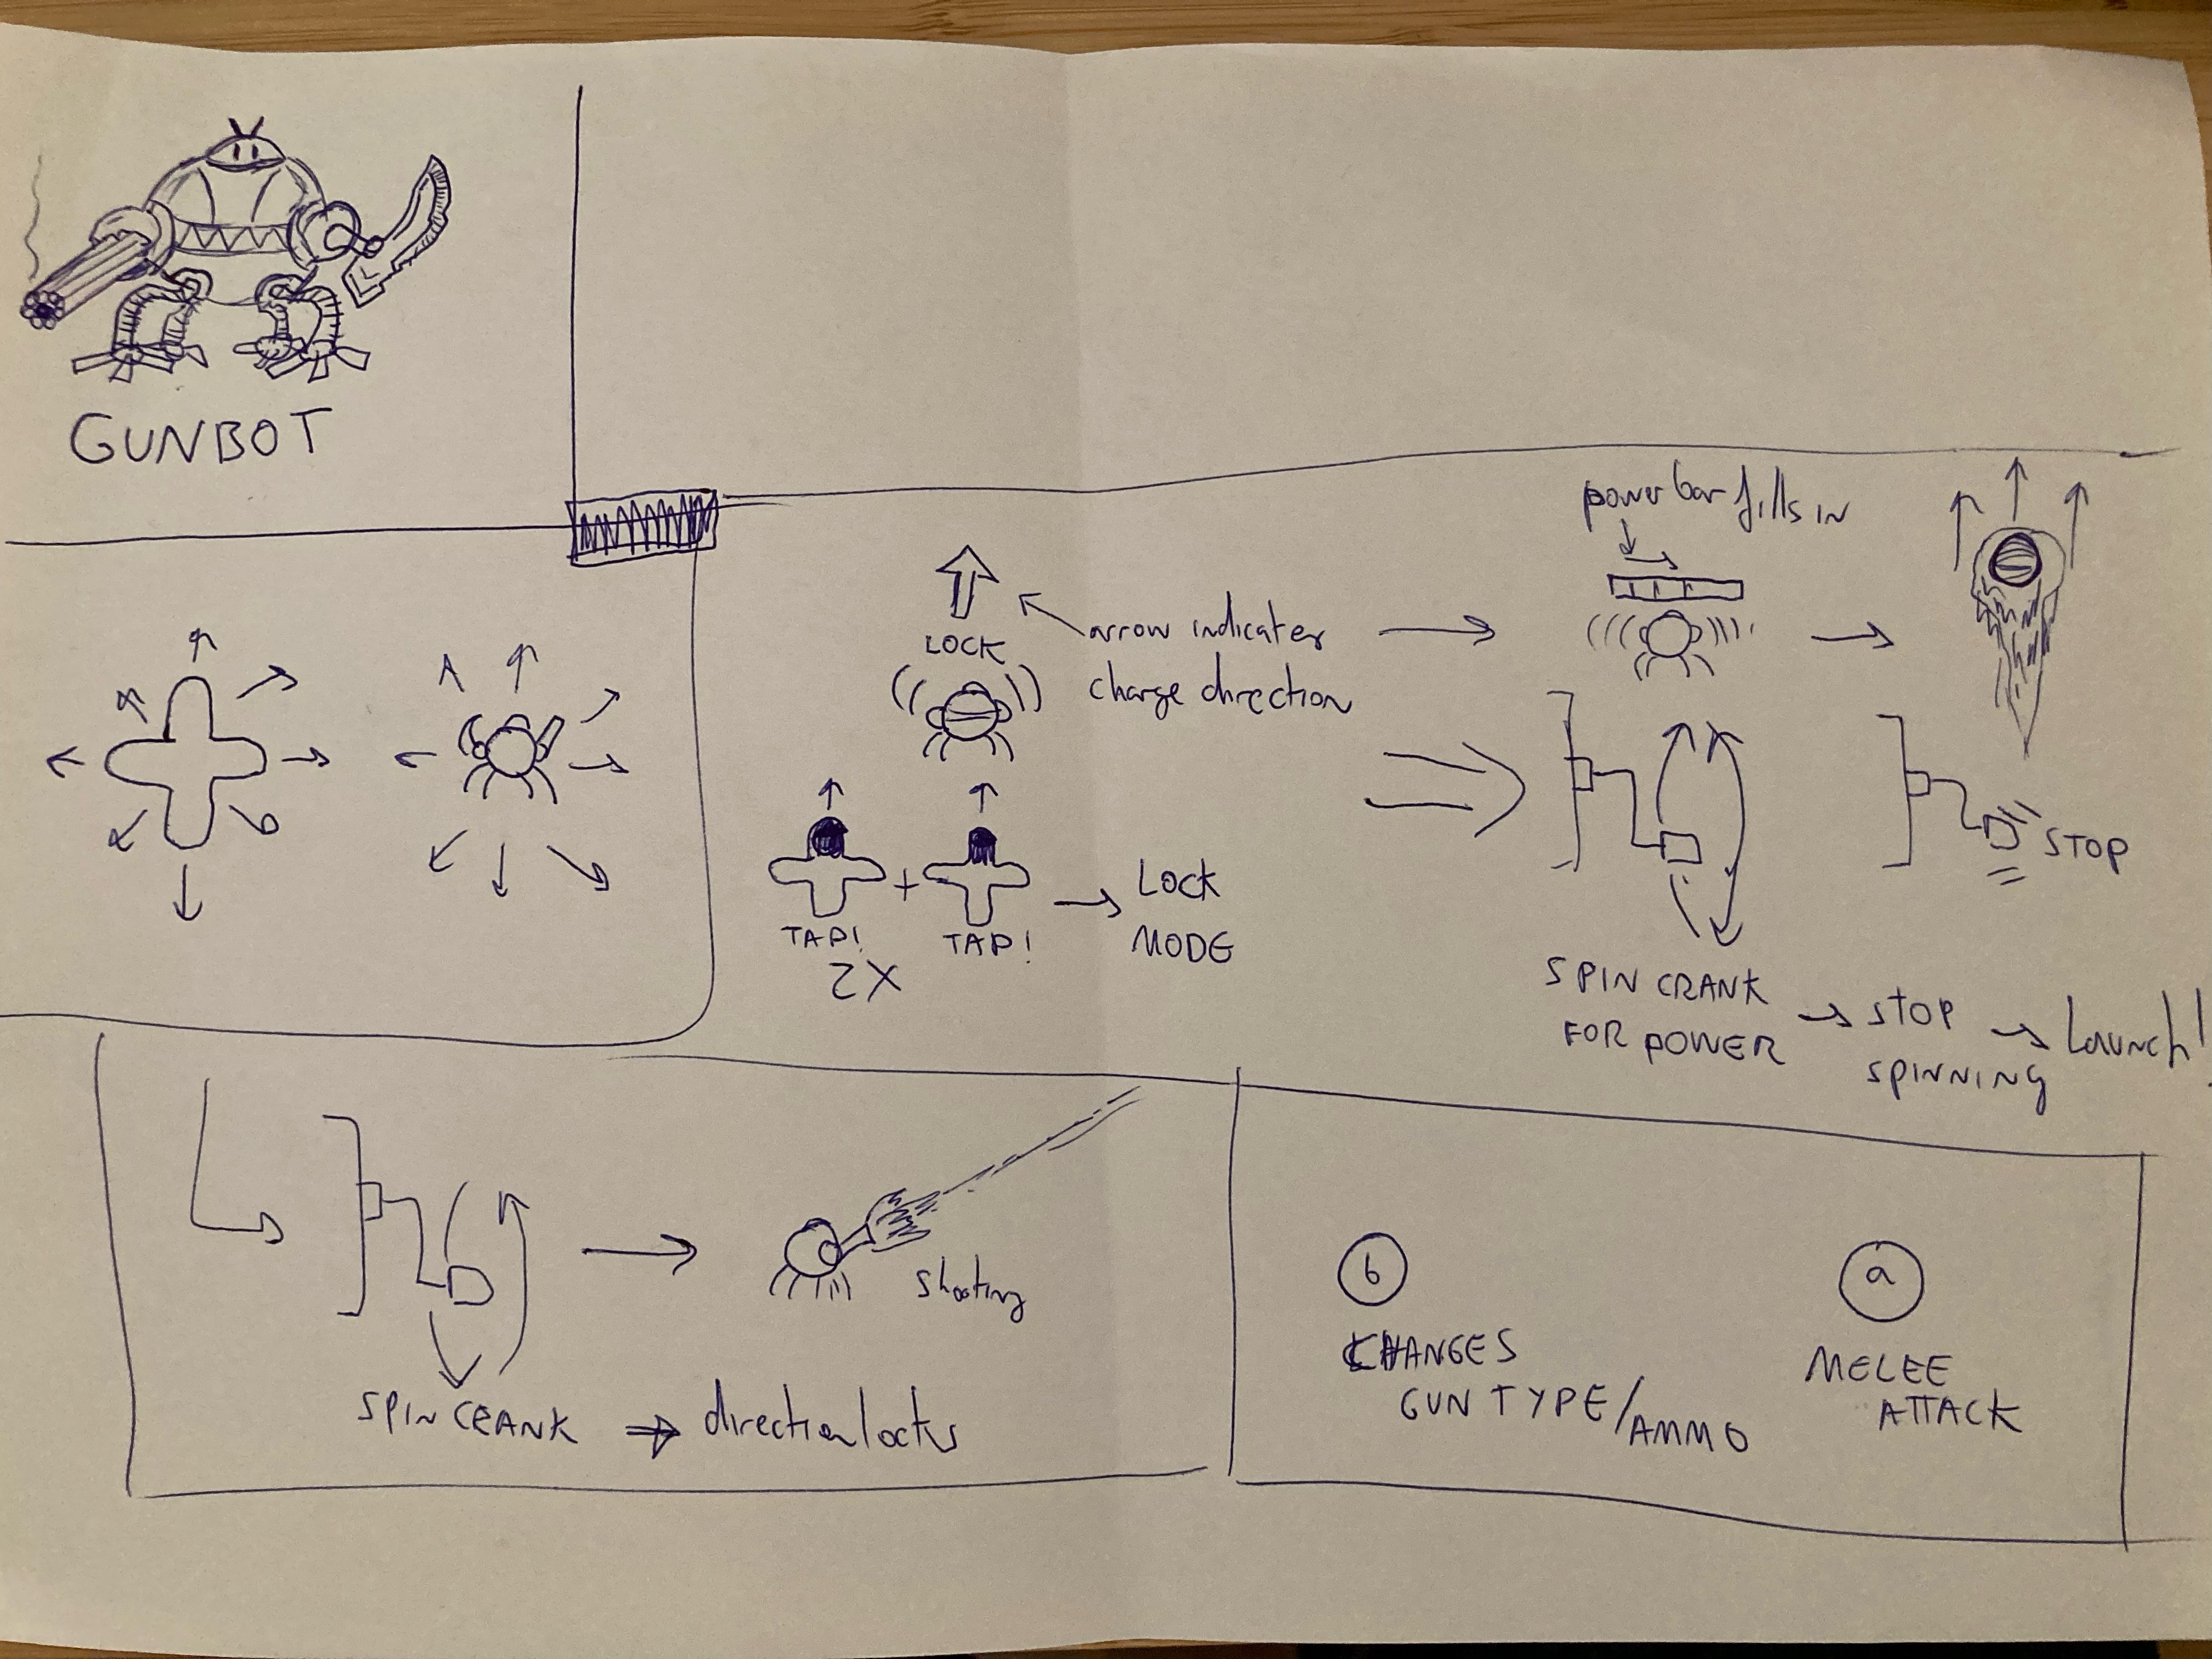 GUNBOT
power bar fills in
LOCK
arrow indicates
charge direction
TAP!
TAP!
2X
LOCK
MODE
STOP
SPIN CRANK
FOR POWER
STOP
SPINNING
Launch!
shooting
SPIN CRANK
direction locks
b
CHANGES
GUN TYPE/AMMO
a
MELEE
ATTACK